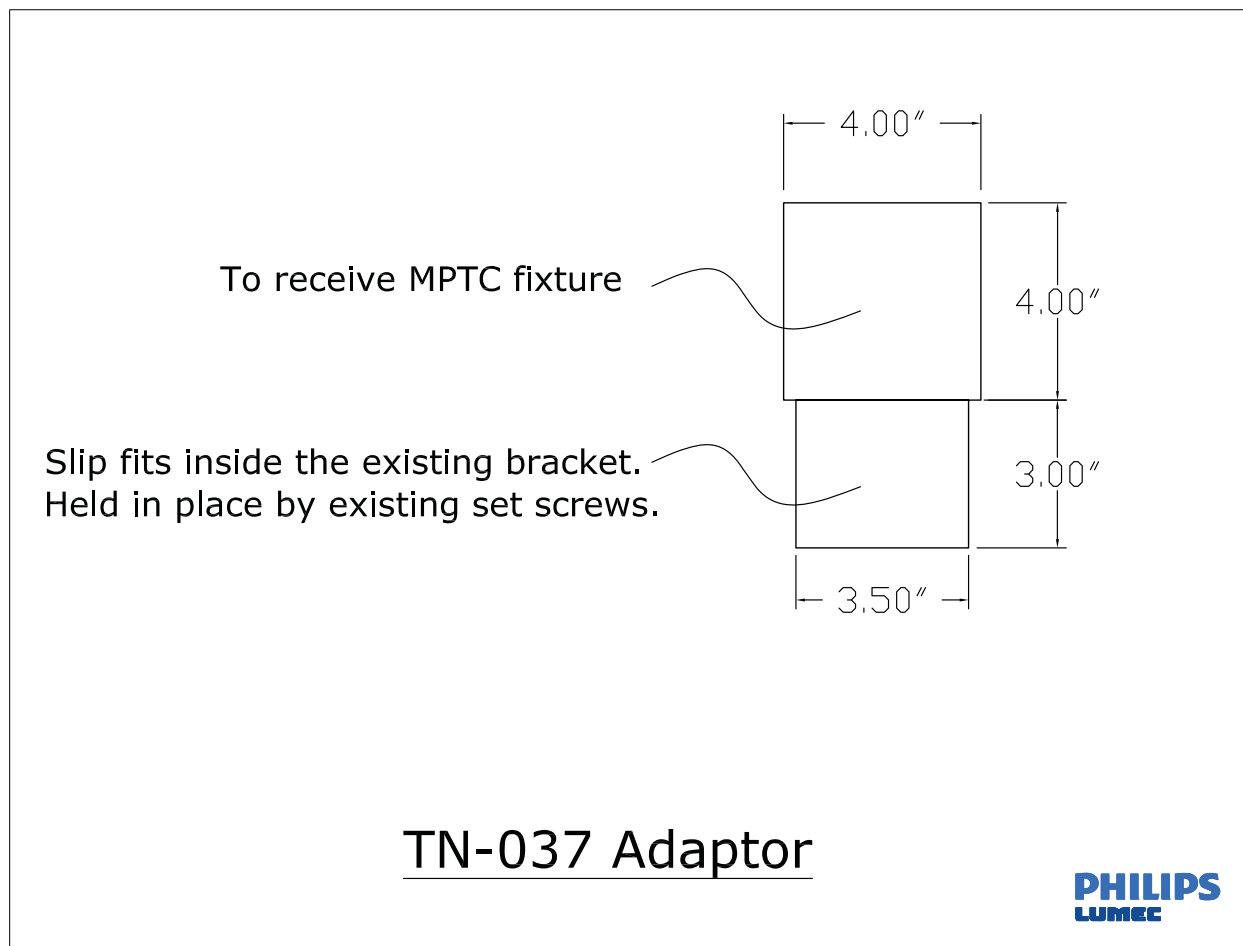 4.00"
To receive MPTC fixture
4.00"
Slip fits inside the existing bracket.
Held in place by existing set screws.
3.00"
3.50"
TN-037 Adaptor
PHILIPS
LUMEC